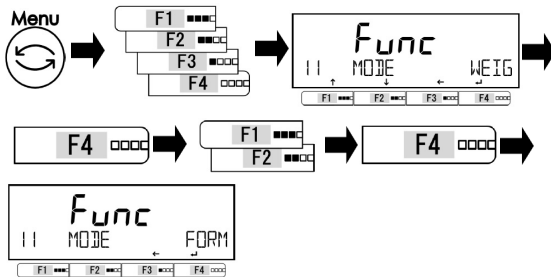 Menu
F1
F2
F3
F4
Func
11 MODE WEIG
↑ ↓ ← ↵
F1 F2 F3 F4
F4
F1
F2
F4
Func
11 MODE FORM
← ↵
F1 F2 F3 F4